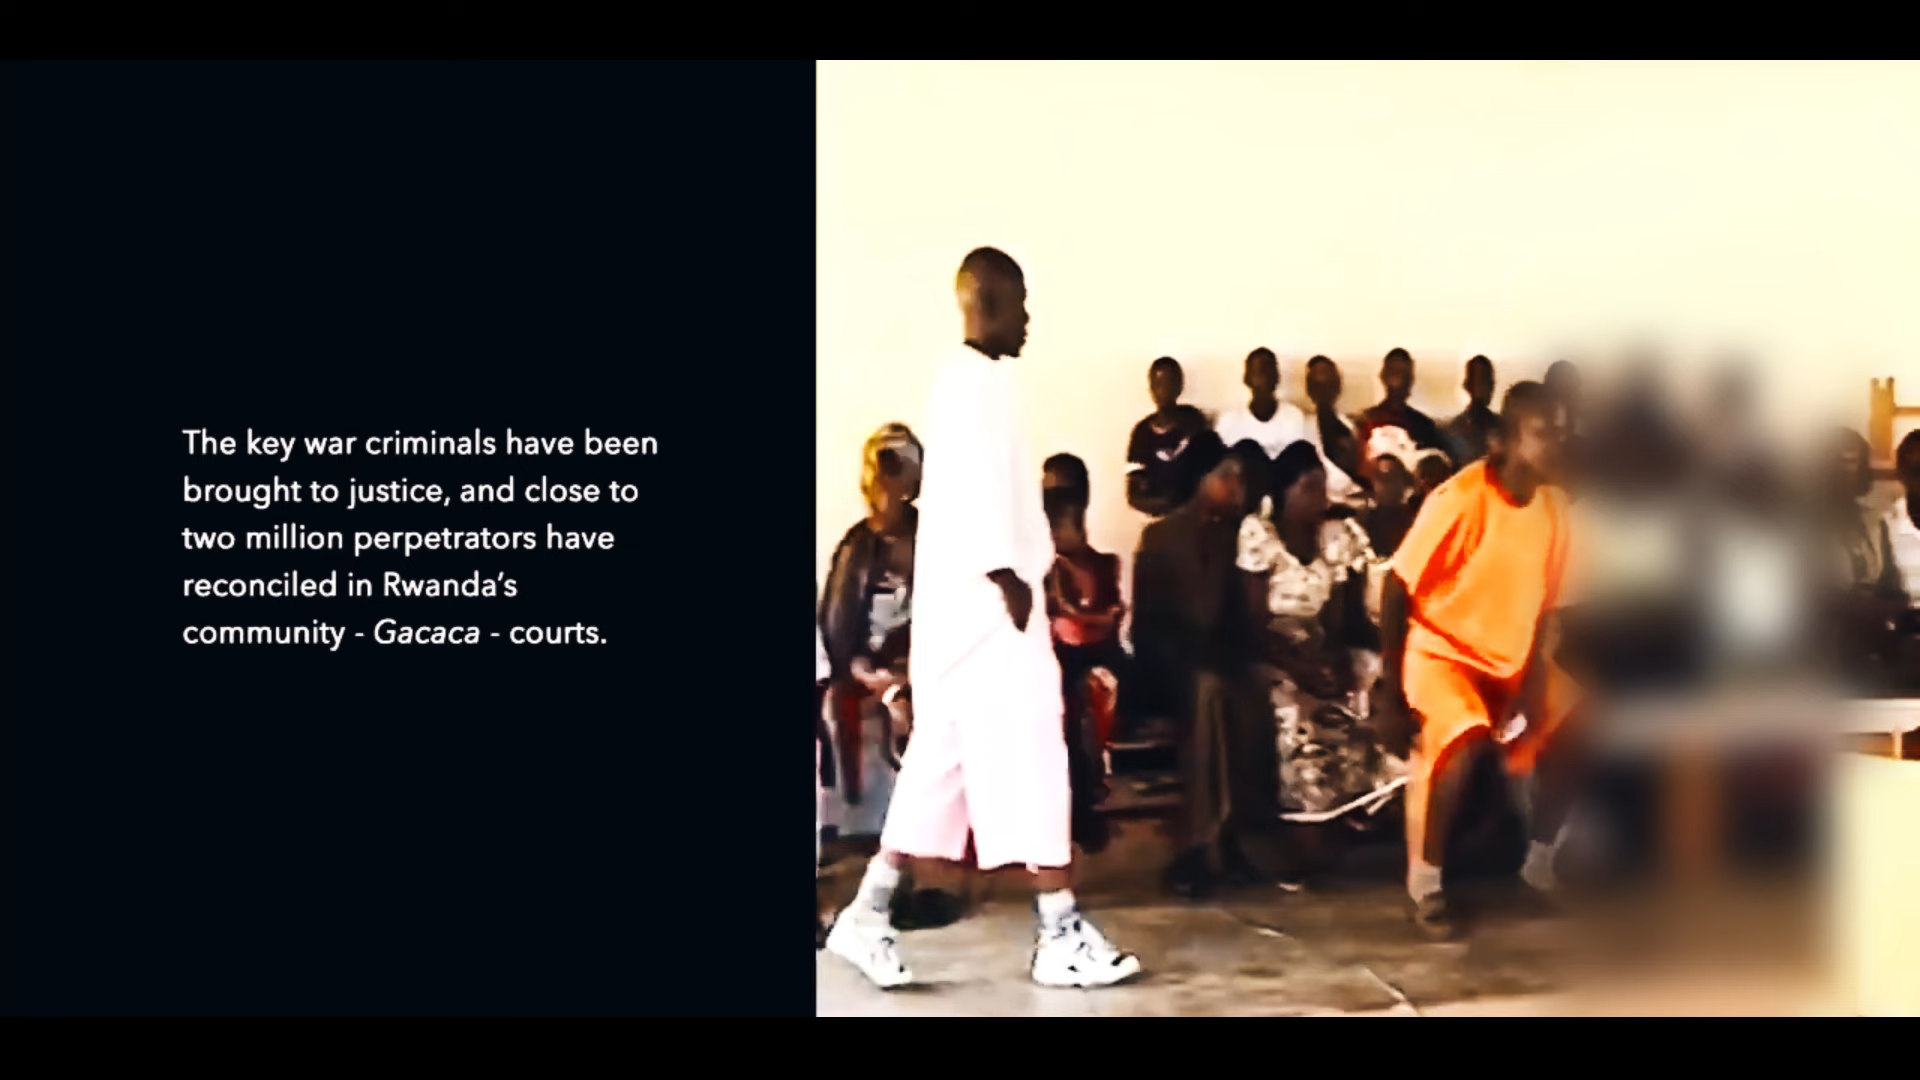 The key war criminals have been
brought to justice, and close to
two million perpetrators have
reconciled in Rwanda’s
community - Gacaca - courts.